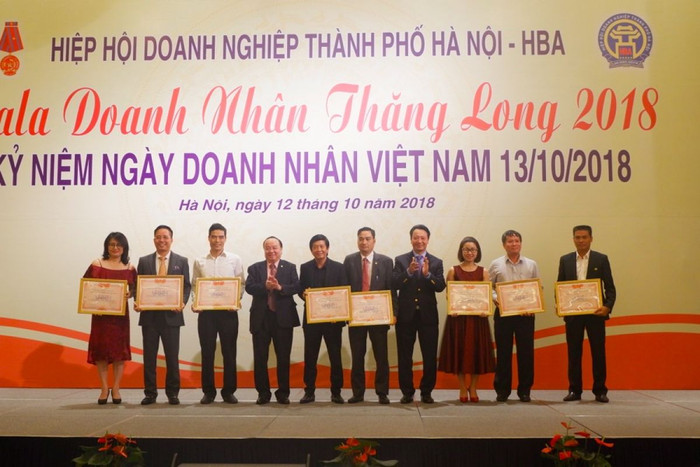 HIỆP HỘI DOANH NGHIỆP THÀNH PHỐ HÀ NỘI - HBA
ala Doanh Nhân Thăng Long 2018
KỶ NIỆM NGÀY DOANH NHÂN VIỆT NAM 13/10/2018
Hà Nội, ngày 12 tháng 10 năm 2018